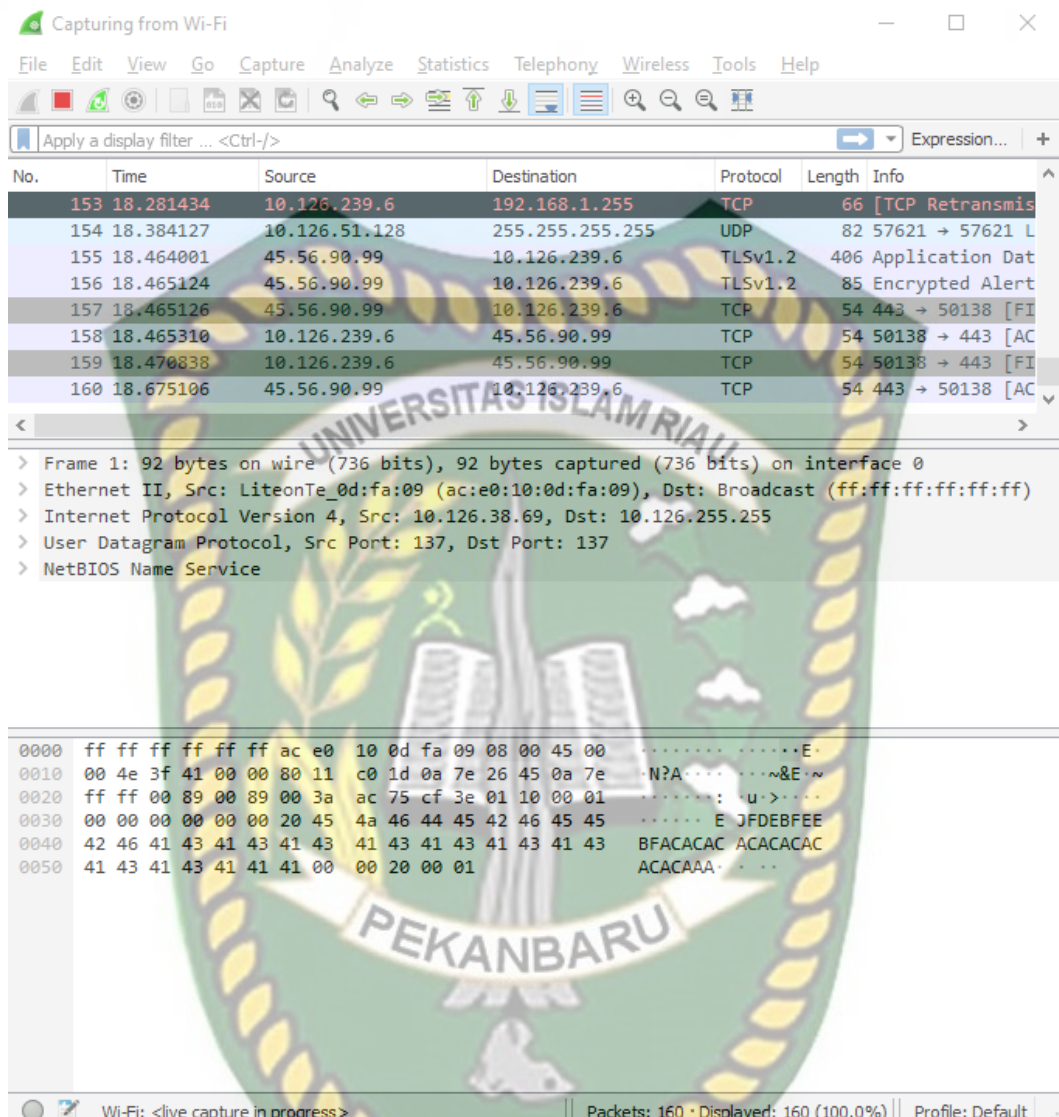 Capturing from Wi-Fi
File Edit View Go Capture Analyze Statistics Telephony Wireless Tools Help
Apply a display filter ... <Ctrl-/> Expression... +
No. Time Source Destination Protocol Length Info
153 18.281434 10.126.239.6 192.168.1.255 TCP 66 [TCP Retransmis
154 18.384127 10.126.51.128 255.255.255.255 UDP 82 57621 → 57621 L
155 18.464001 45.56.90.99 10.126.239.6 TLSv1.2 406 Application Dat
156 18.465124 45.56.90.99 10.126.239.6 TLSv1.2 85 Encrypted Alert
157 18.465126 45.56.90.99 10.126.239.6 TCP 54 443 → 50138 [FI
158 18.465310 10.126.239.6 45.56.90.99 TCP 54 50138 → 443 [AC
159 18.470838 10.126.239.6 45.56.90.99 TCP 54 50138 → 443 [FI
160 18.675106 45.56.90.99 10.126.239.6 TCP 54 443 → 50138 [AC
UNIVERSITAS ISLAM RIAU
> Frame 1: 92 bytes on wire (736 bits), 92 bytes captured (736 bits) on interface 0
> Ethernet II, Src: LiteonTe_0d:fa:09 (ac:e0:10:0d:fa:09), Dst: Broadcast (ff:ff:ff:ff:ff:ff)
> Internet Protocol Version 4, Src: 10.126.38.69, Dst: 10.126.255.255
> User Datagram Protocol, Src Port: 137, Dst Port: 137
> NetBIOS Name Service
0000 ff ff ff ff ff ff ac e0 10 0d fa 09 08 00 45 00 ········ ······E·
0010 00 4e 3f 41 00 00 80 11 c0 1d 0a 7e 26 45 0a 7e ·N?A···· ···~&E·~
0020 ff ff 00 89 00 89 00 3a ac 75 cf 3e 01 10 00 01 ·······: ·u·>····
0030 00 00 00 00 00 00 20 45 4a 46 44 45 42 46 45 45 ······ E JFDEBFEE
0040 42 46 41 43 41 43 41 43 41 43 41 43 41 43 41 43 BFACACAC ACACACAC
0050 41 43 41 43 41 41 41 00 00 20 00 01 ACACAAA· · ··
PEKANBARU
Wi-Fi: <live capture in progress> Packets: 160 · Displayed: 160 (100.0%) Profile: Default